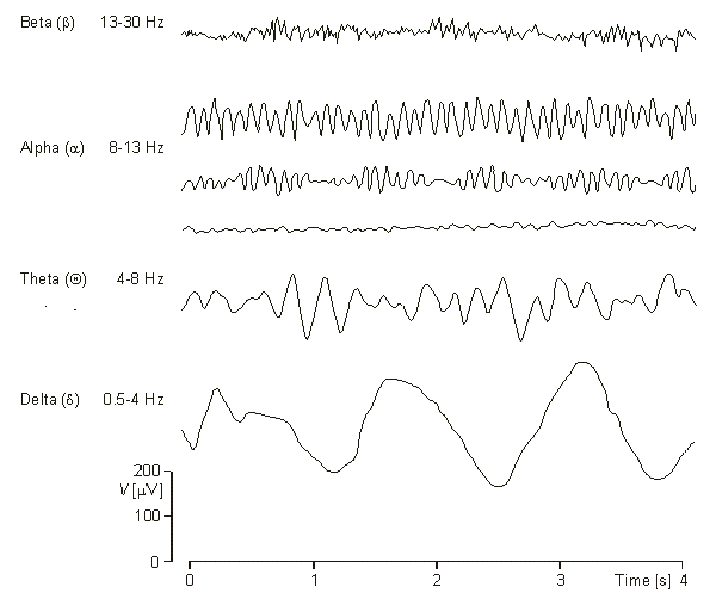 Beta (β) 13-30 Hz
Alpha (α) 8-13 Hz
Theta (Θ) 4-8 Hz
Delta (δ) 0.5-4 Hz
200
V [μV]
100
0
0 1 2 3 Time [s] 4